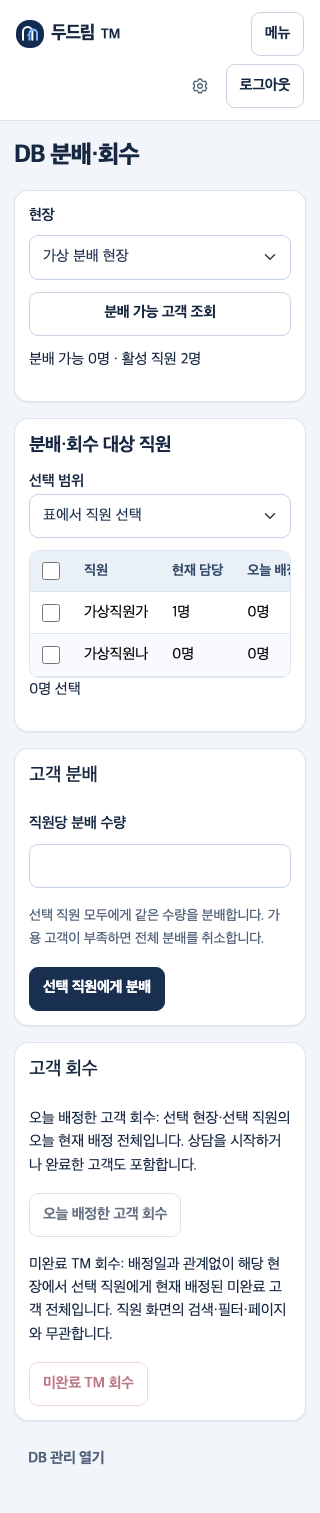 두드림 TM
메뉴
로그아웃
DB 분배·회수
현장
가상 분배 현장
분배 가능 고객 조회
분배 가능 0명 · 활성 직원 2명
분배·회수 대상 직원
선택 범위
표에서 직원 선택
직원 현재 담당 오늘 배정
가상직원가 1명 0명
가상직원나 0명 0명
0명 선택
고객 분배
직원당 분배 수량
선택 직원 모두에게 같은 수량을 분배합니다. 가
용 고객이 부족하면 전체 분배를 취소합니다.
선택 직원에게 분배
고객 회수
오늘 배정한 고객 회수: 선택 현장·선택 직원의
오늘 현재 배정 전체입니다. 상담을 시작하거
나 완료한 고객도 포함합니다.
오늘 배정한 고객 회수
미완료 TM 회수: 배정일과 관계없이 해당 현
장에서 선택 직원에게 현재 배정된 미완료 고
객 전체입니다. 직원 화면의 검색·필터·페이지
와 무관합니다.
미완료 TM 회수
DB 관리 열기